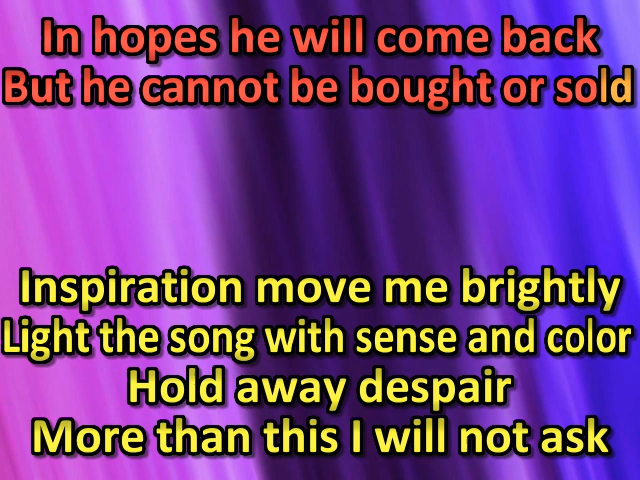 In hopes he will come back
But he cannot be bought or sold
Inspiration move me brightly
Light the song with sense and color
Hold away despair
More than this I will not ask